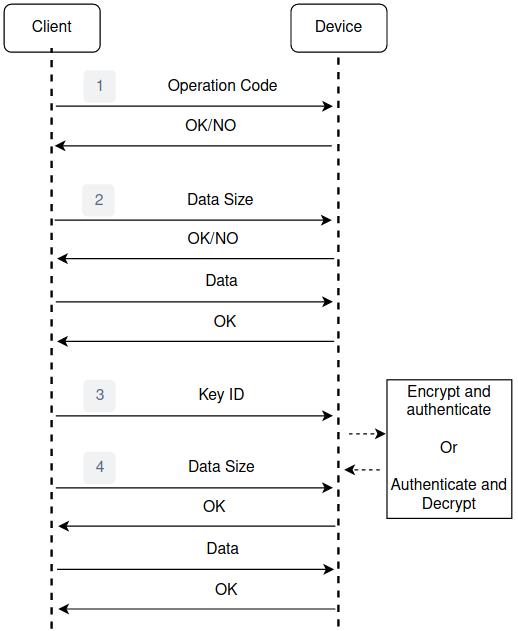 Client
Device
1
Operation Code
OK/NO
2
Data Size
OK/NO
Data
OK
3
Key ID
Encrypt and
authenticate
Or
Authenticate and
Decrypt
4
Data Size
OK
Data
OK